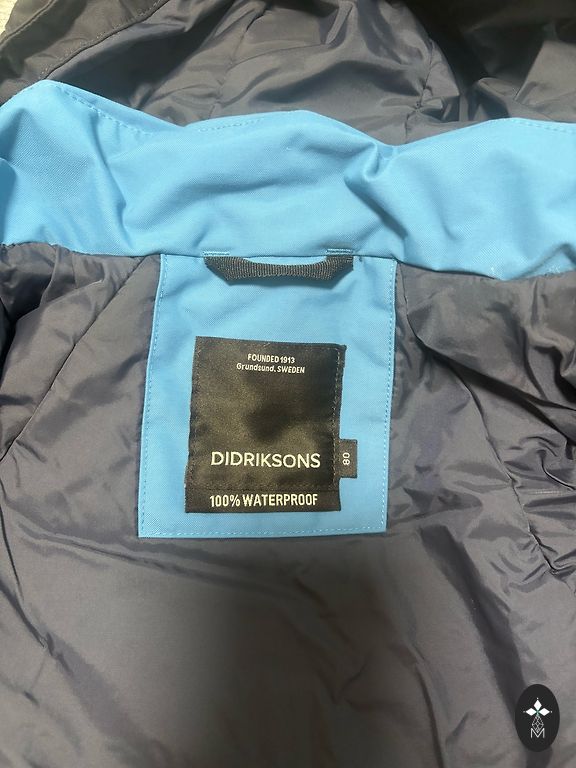 FOUNDED 1913
Grundsund, SWEDEN
DIDRIKSONS
80
100% WATERPROOF
M